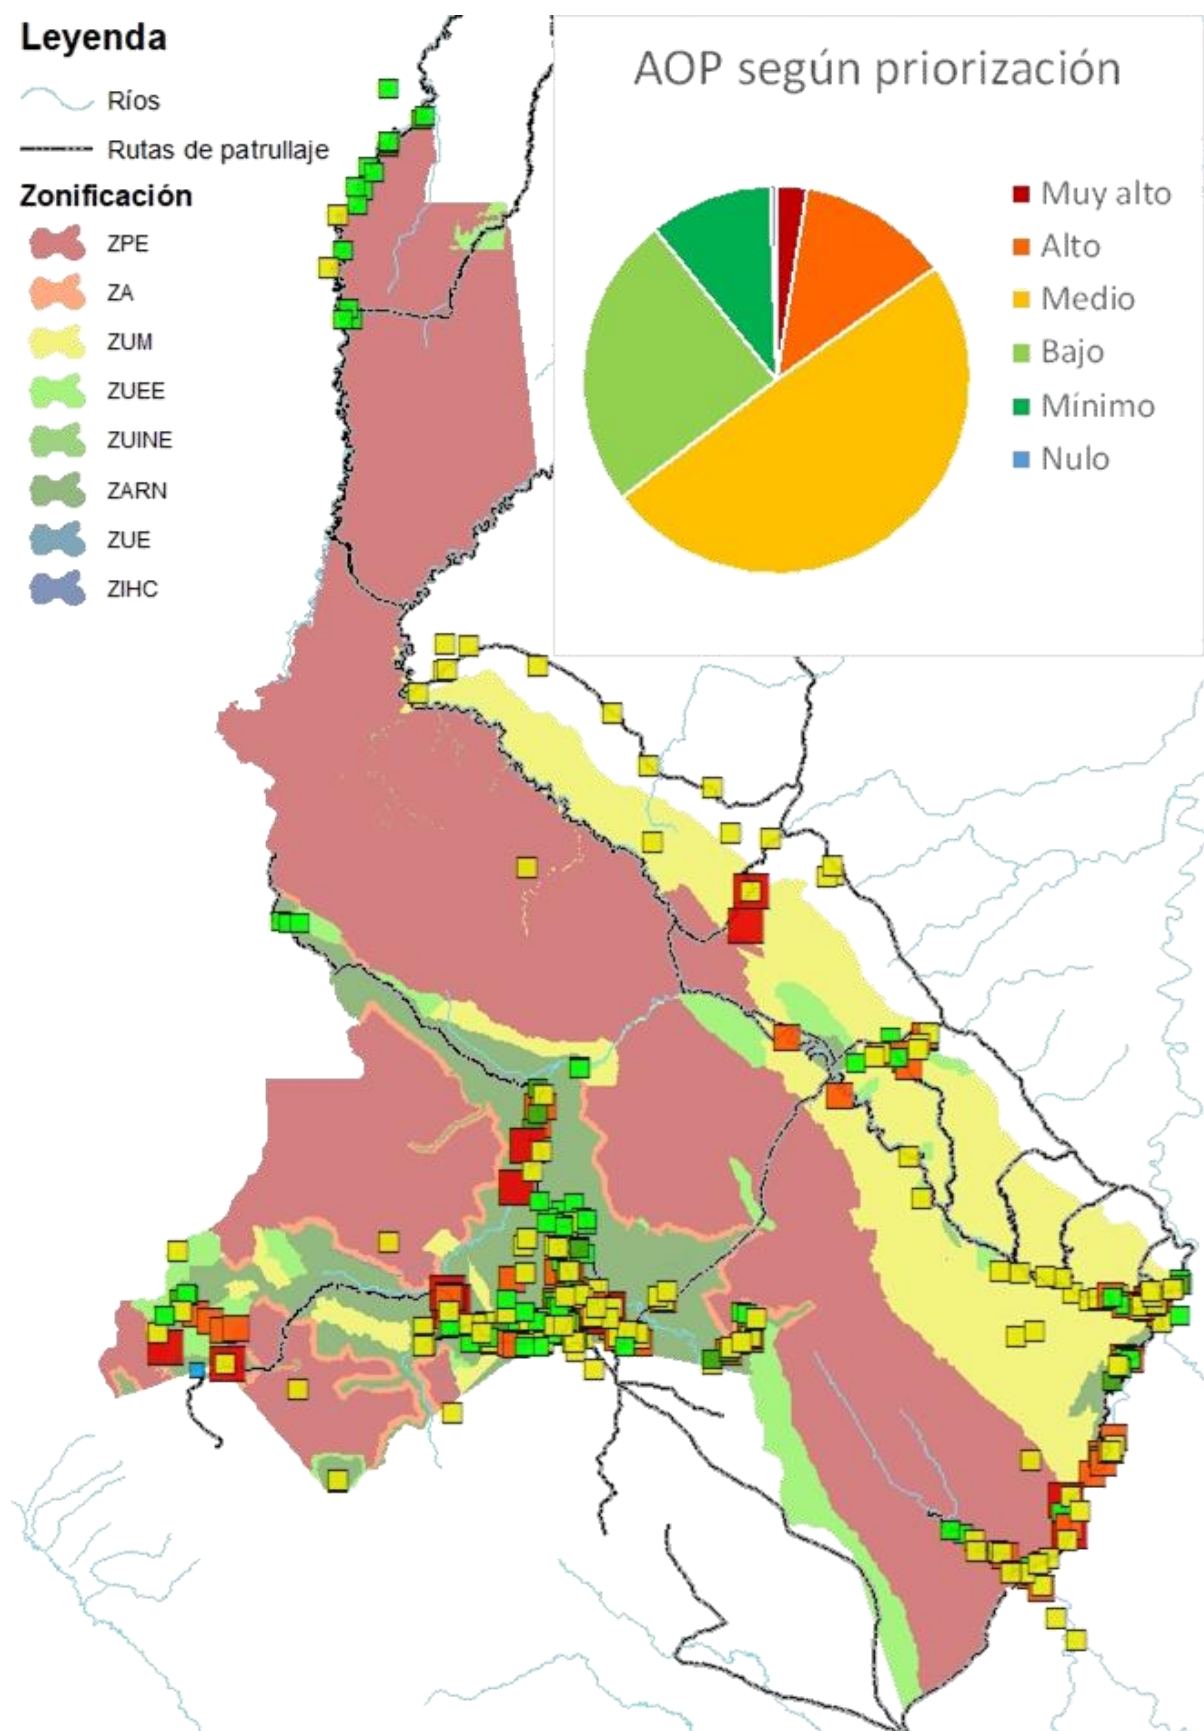 Leyenda
Ríos
Rutas de patrullaje
Zonificación
ZPE
ZA
ZUM
ZUEE
ZUINE
ZARN
ZUE
ZIHC
AOP según priorización
Muy alto
Alto
Medio
Bajo
Mínimo
Nulo